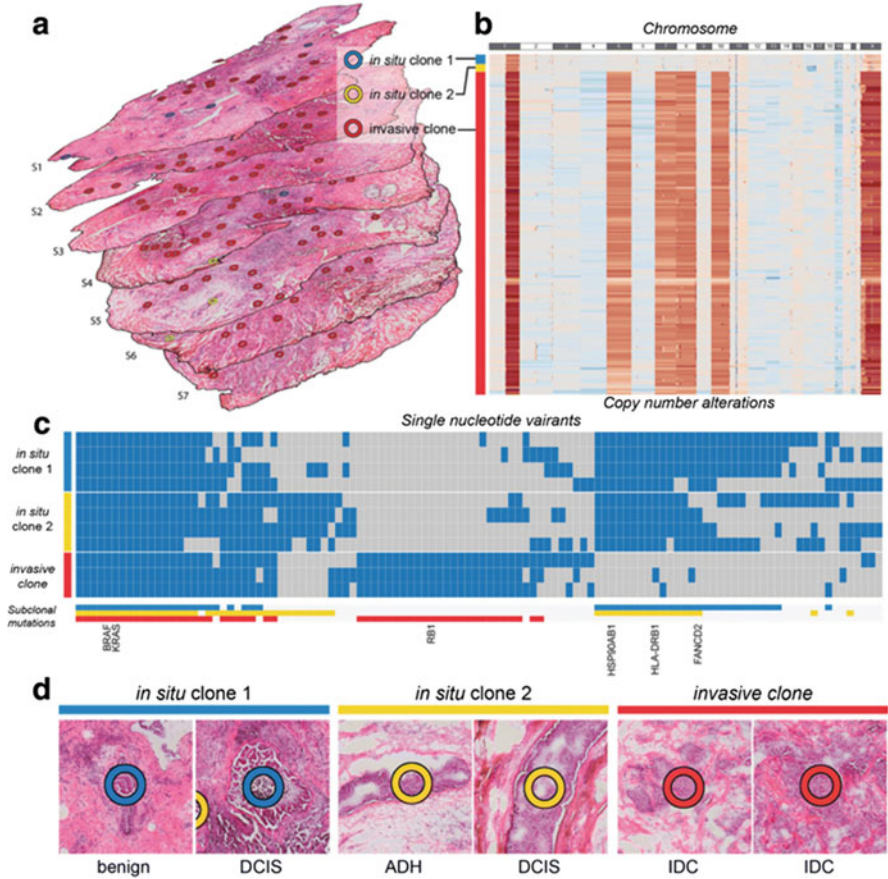 a
in situ clone 1
in situ clone 2
invasive clone
S1
S2
S3
S4
S5
S6
S7
b
Chromosome
Copy number alterations
c
Single nucleotide vairants
in situ
clone 1
in situ
clone 2
invasive
clone
Subclonal
mutations
BRAF
KRAS
RB1
HSP90AB1
HLA-DRB1
FANCD2
d
in situ clone 1
in situ clone 2
invasive clone
benign
DCIS
ADH
DCIS
IDC
IDC